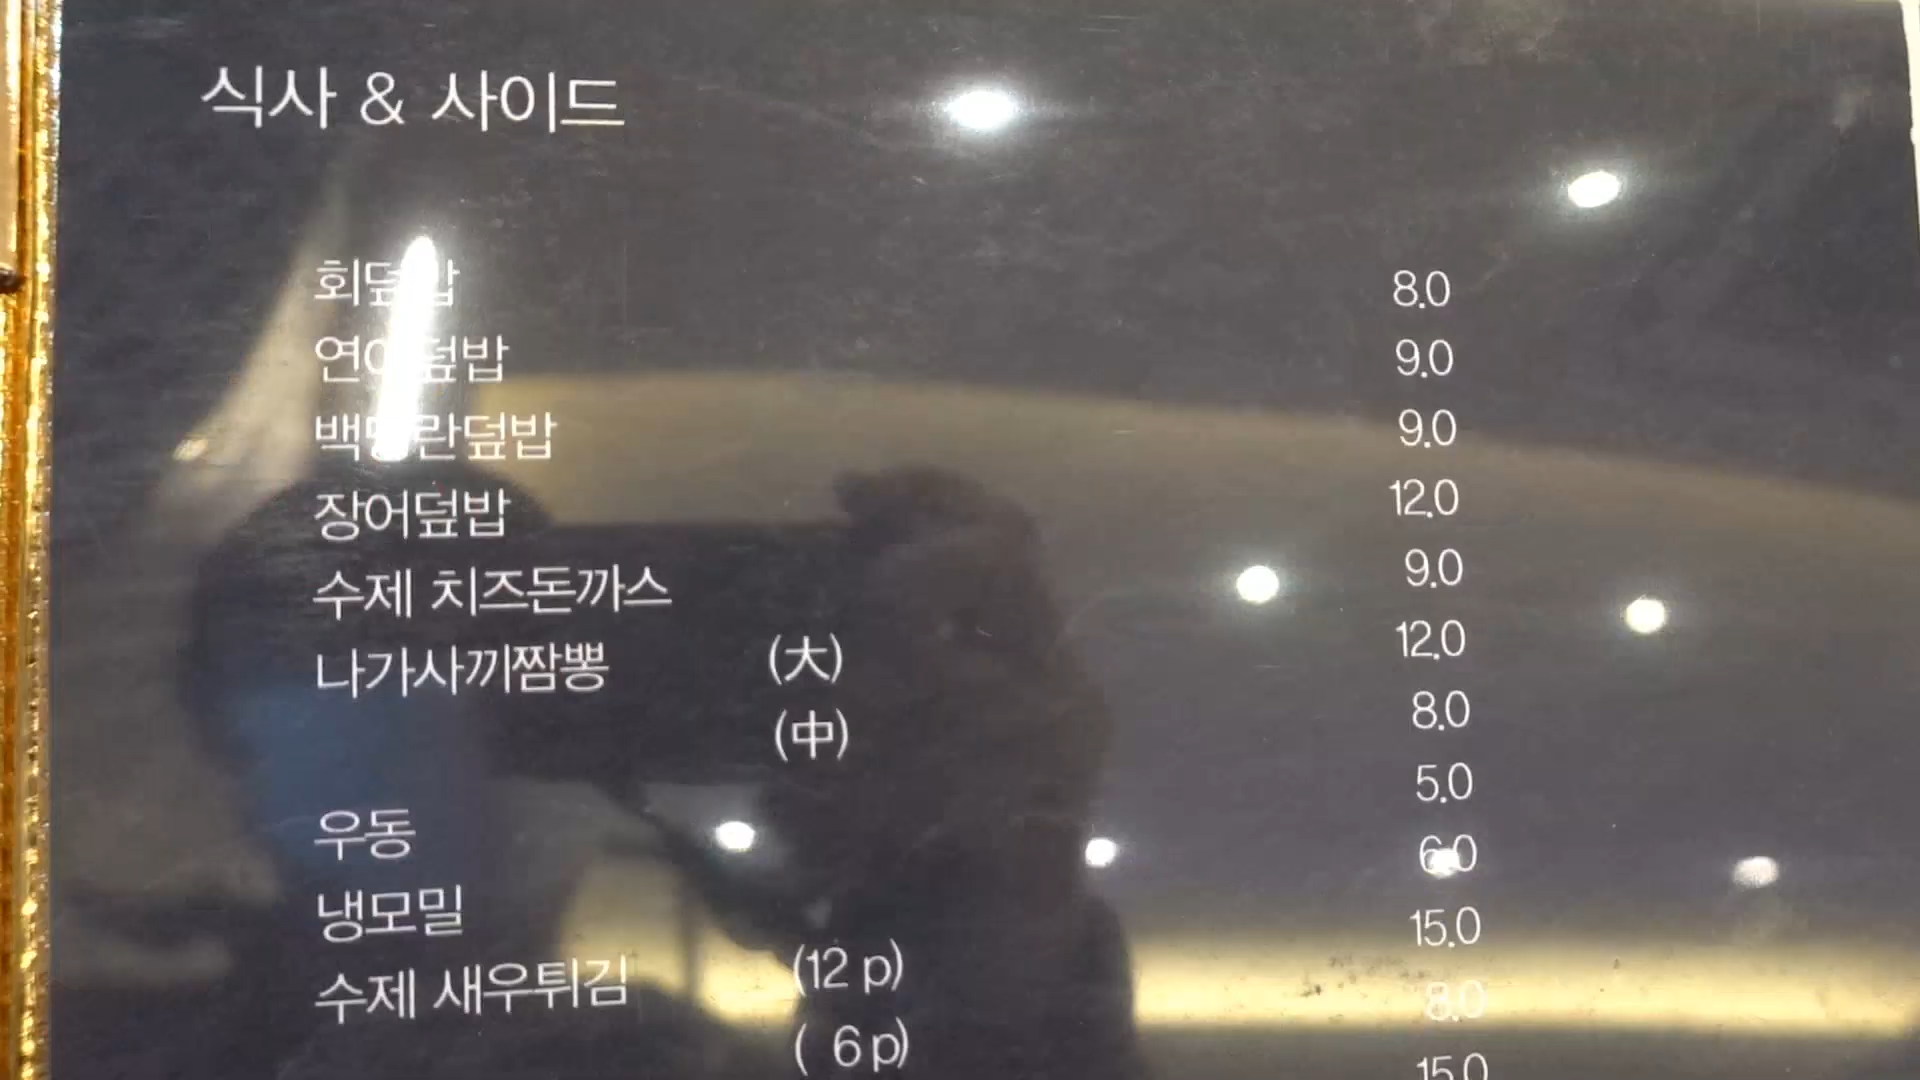 식사 & 사이드
회덮밥 8.0
연어덮밥 9.0
백명란덮밥 9.0
장어덮밥 12.0
수제 치즈돈까스 9.0
나가사끼짬뽕 (大) 12.0
(中) 8.0
우동 5.0
냉모밀 6.0
수제 새우튀김 (12 p) 15.0
( 6 p) 8.0
15.0